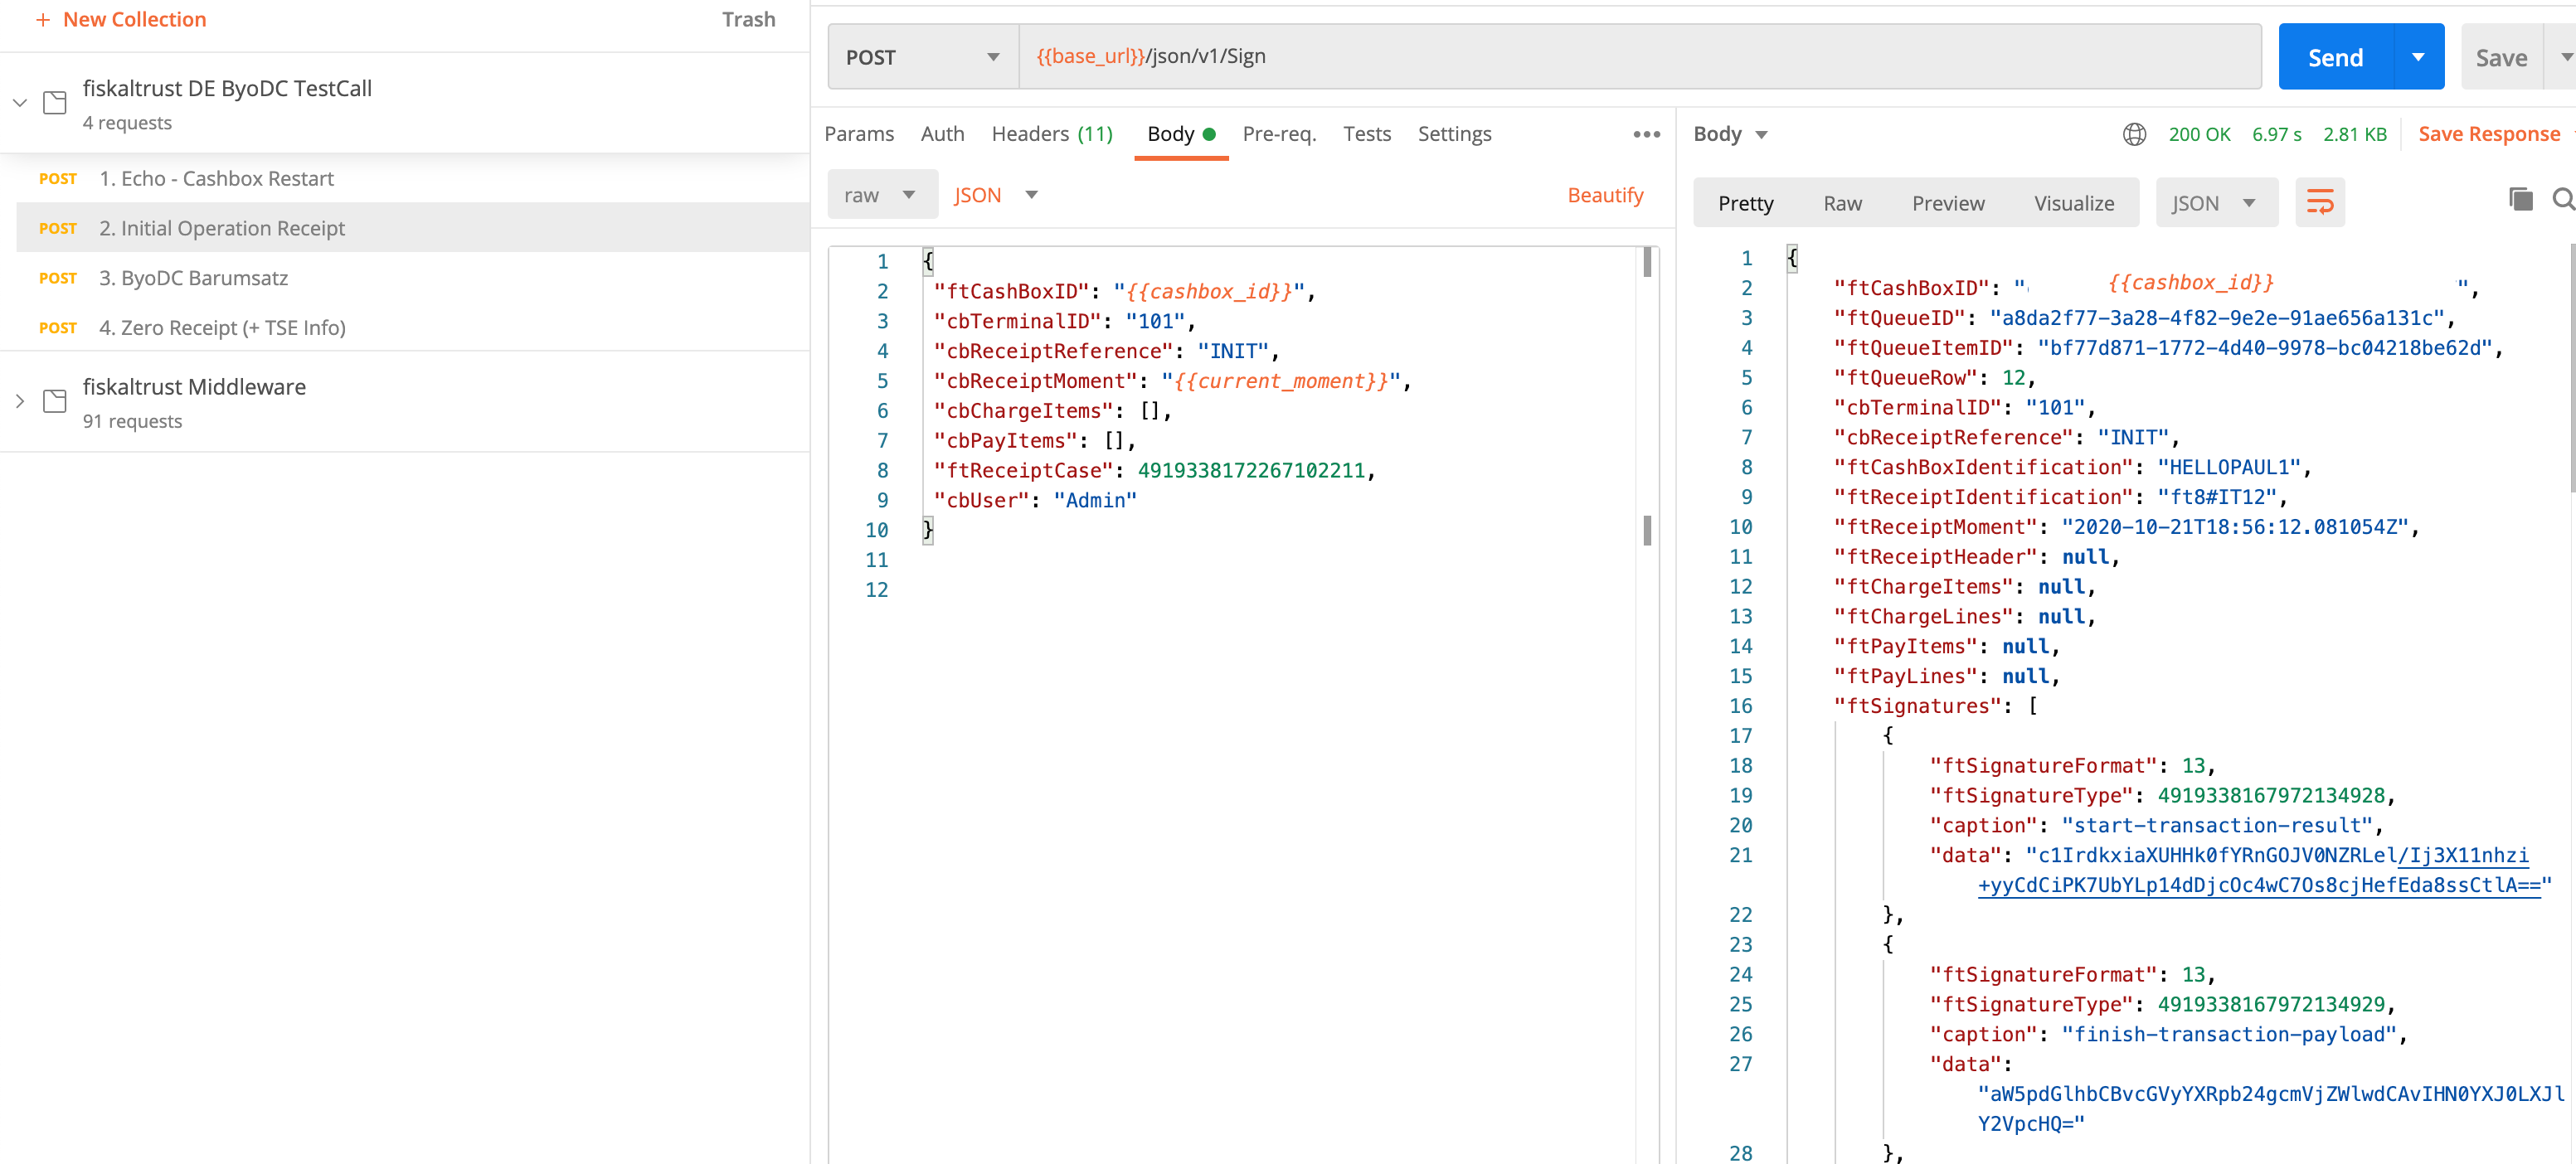 + New Collection
Trash
fiskaltrust DE ByoDC TestCall
4 requests
POST 1. Echo - Cashbox Restart
POST 2. Initial Operation Receipt
POST 3. ByoDC Barumsatz
POST 4. Zero Receipt (+ TSE Info)
fiskaltrust Middleware
91 requests
POST
{{base_url}}/json/v1/Sign
Send
Save
Params Auth Headers (11) Body Pre-req. Tests Settings
raw JSON Beautify
1 {
2 "ftCashBoxID": "{{cashbox_id}}",
3 "cbTerminalID": "101",
4 "cbReceiptReference": "INIT",
5 "cbReceiptMoment": "{{current_moment}}",
6 "cbChargeItems": [],
7 "cbPayItems": [],
8 "ftReceiptCase": 4919338172267102211,
9 "cbUser": "Admin"
10 }
11
12
Body 200 OK 6.97 s 2.81 KB Save Response
Pretty Raw Preview Visualize JSON
1 {
2 "ftCashBoxID": " {{cashbox_id}} ",
3 "ftQueueID": "a8da2f77-3a28-4f82-9e2e-91ae656a131c",
4 "ftQueueItemID": "bf77d871-1772-4d40-9978-bc04218be62d",
5 "ftQueueRow": 12,
6 "cbTerminalID": "101",
7 "cbReceiptReference": "INIT",
8 "ftCashBoxIdentification": "HELLOPAUL1",
9 "ftReceiptIdentification": "ft8#IT12",
10 "ftReceiptMoment": "2020-10-21T18:56:12.081054Z",
11 "ftReceiptHeader": null,
12 "ftChargeItems": null,
13 "ftChargeLines": null,
14 "ftPayItems": null,
15 "ftPayLines": null,
16 "ftSignatures": [
17 {
18 "ftSignatureFormat": 13,
19 "ftSignatureType": 4919338167972134928,
20 "caption": "start-transaction-result",
21 "data": "c1IrdkxiaXUHHk0fYRnGOJV0NZRLel/Ij3X11nhzi
+yyCdCiPK7UbYLp14dDjcOc4wC7Os8cjHefEda8ssCtlA=="
22 },
23 {
24 "ftSignatureFormat": 13,
25 "ftSignatureType": 4919338167972134929,
26 "caption": "finish-transaction-payload",
27 "data":
"aW5pdGlhbCBvcGVyYXRpb24gcmVjZWlwdCAvIHN0YXJ0LXJl
Y2VpcHQ="
28 },